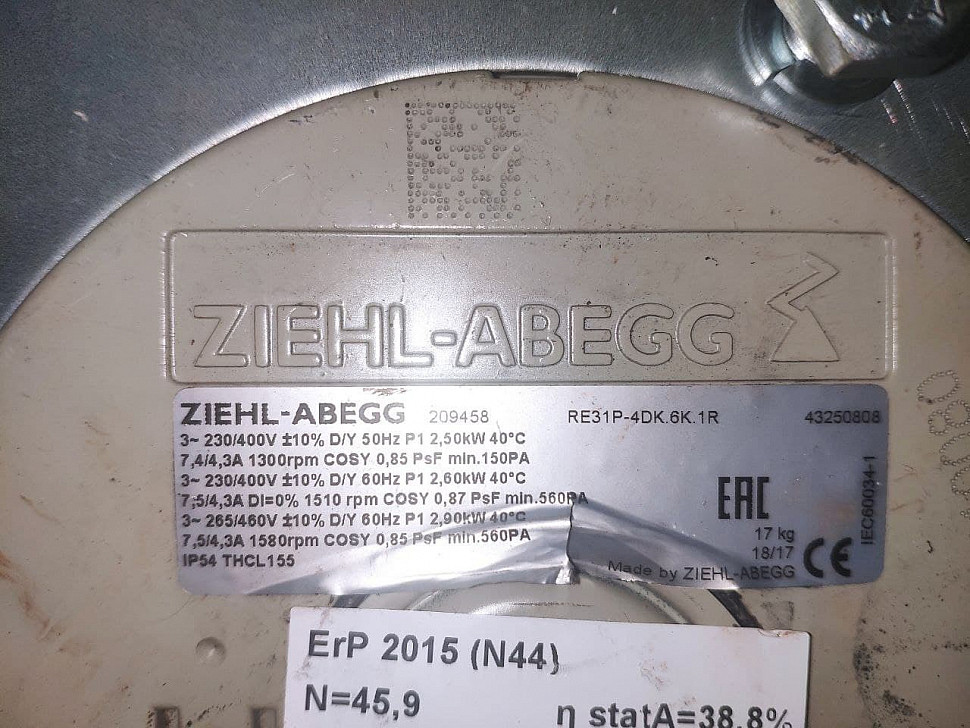 ZIEHL-ABEGG
ZIEHL-ABEGG 209458 RE31P-4DK.6K.1R 43250808
3~ 230/400V ±10% D/Y 50Hz P1 2,50kW 40°C
7,4/4,3A 1300rpm COSY 0,85 PsF min.150PA
3~ 230/400V ±10% D/Y 60Hz P1 2,60kW 40°C
7,5/4,3A DI=0% 1510 rpm COSY 0,87 PsF min.560PA
3~ 265/460V ±10% D/Y 60Hz P1 2,90kW 40°C
7,5/4,3A 1580rpm COSY 0,85 PsF min.560PA
IP54 THCL155
EAC
17 kg
18/17
Made by ZIEHL-ABEGG
CE
IEC60034-1
ErP 2015 (N44)
N=45,9 η statA=38,8%